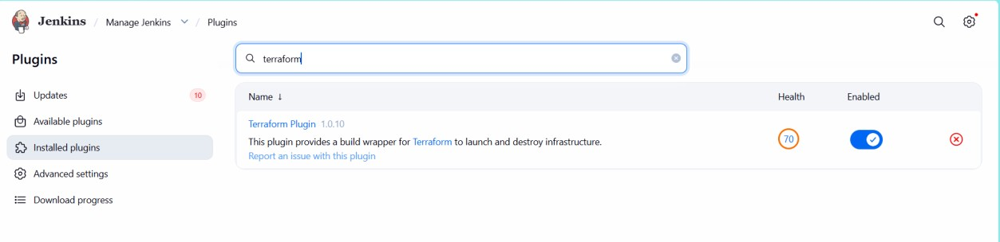 Jenkins / Manage Jenkins / Plugins
Plugins
Updates 10
Available plugins
Installed plugins
Advanced settings
Download progress
terraform
Name ↓ Health Enabled
Terraform Plugin 1.0.10
This plugin provides a build wrapper for Terraform to launch and destroy infrastructure.
Report an issue with this plugin
70